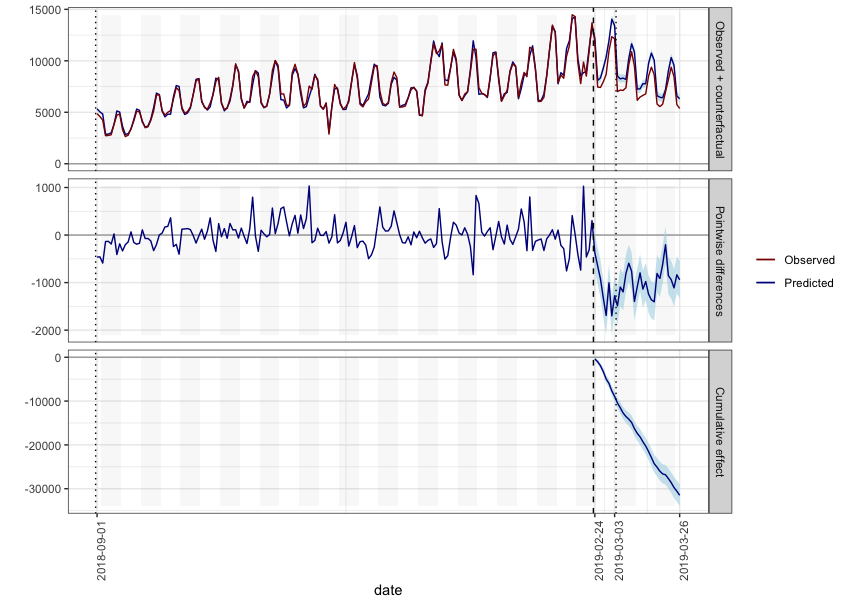 15000
10000
5000
0
Observed + counterfactual
1000
0
-1000
-2000
Pointwise differences
0
-10000
-20000
-30000
Cumulative effect
2018-09-01
2019-02-24
2019-03-03
2019-03-26
date
Observed
Predicted